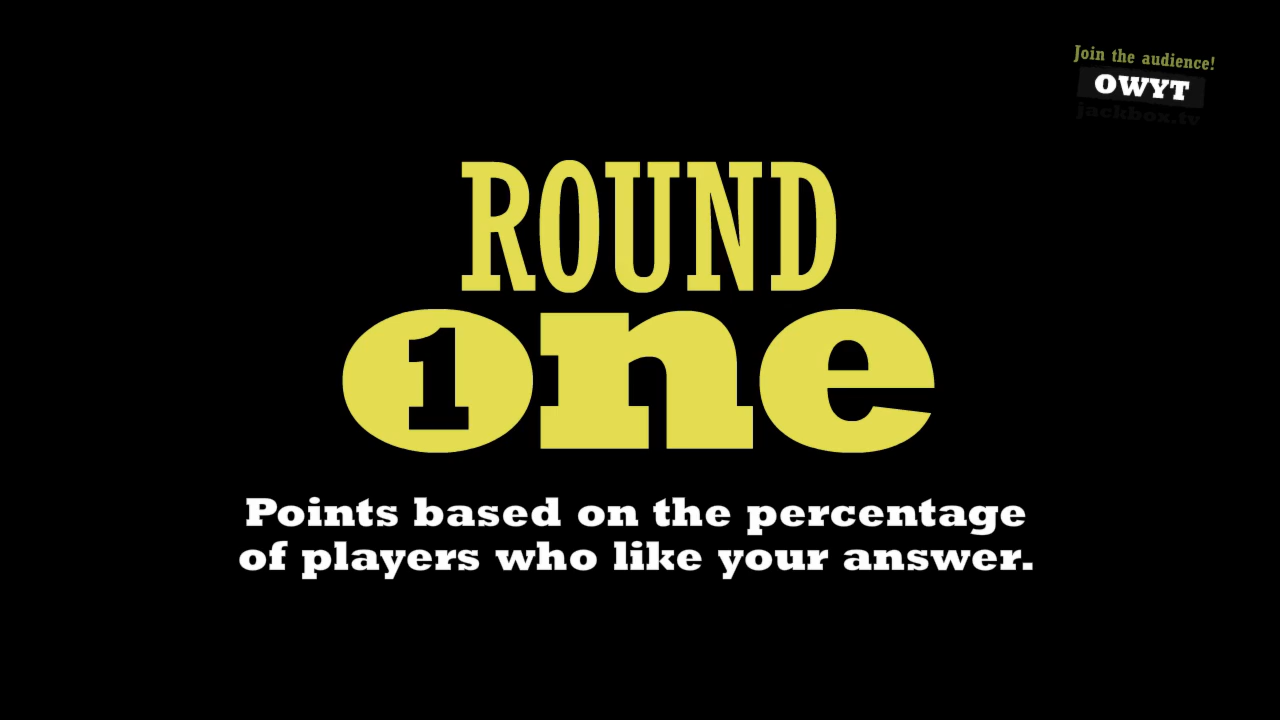 Join the audience!
OWYT
jackbox.tv
ROUND
1ne
Points based on the percentage
of players who like your answer.